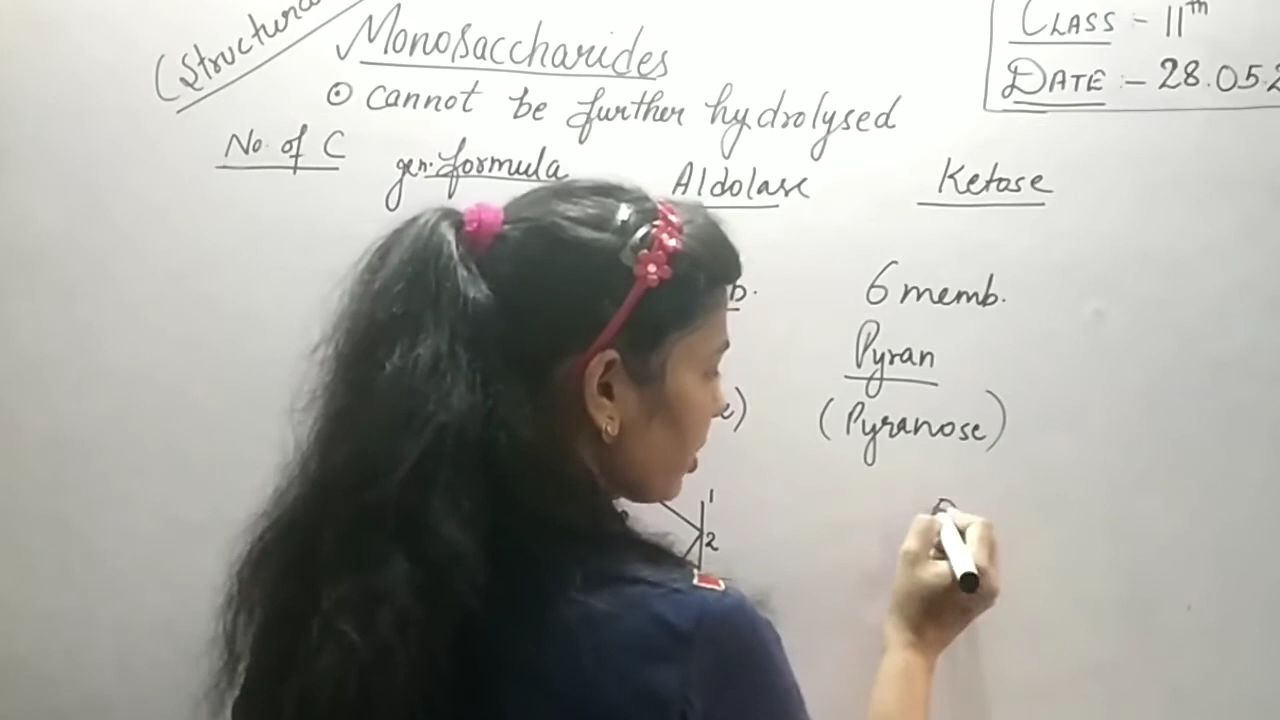 (Structura
Monosaccharides
⊙ cannot be further hydrolysed
CLASS - 11th
DATE :- 28.05.2
No. of C
gen. formula
Aldolase
Ketose
b.
6 memb.
Pyran
(Pyranose)
1
2